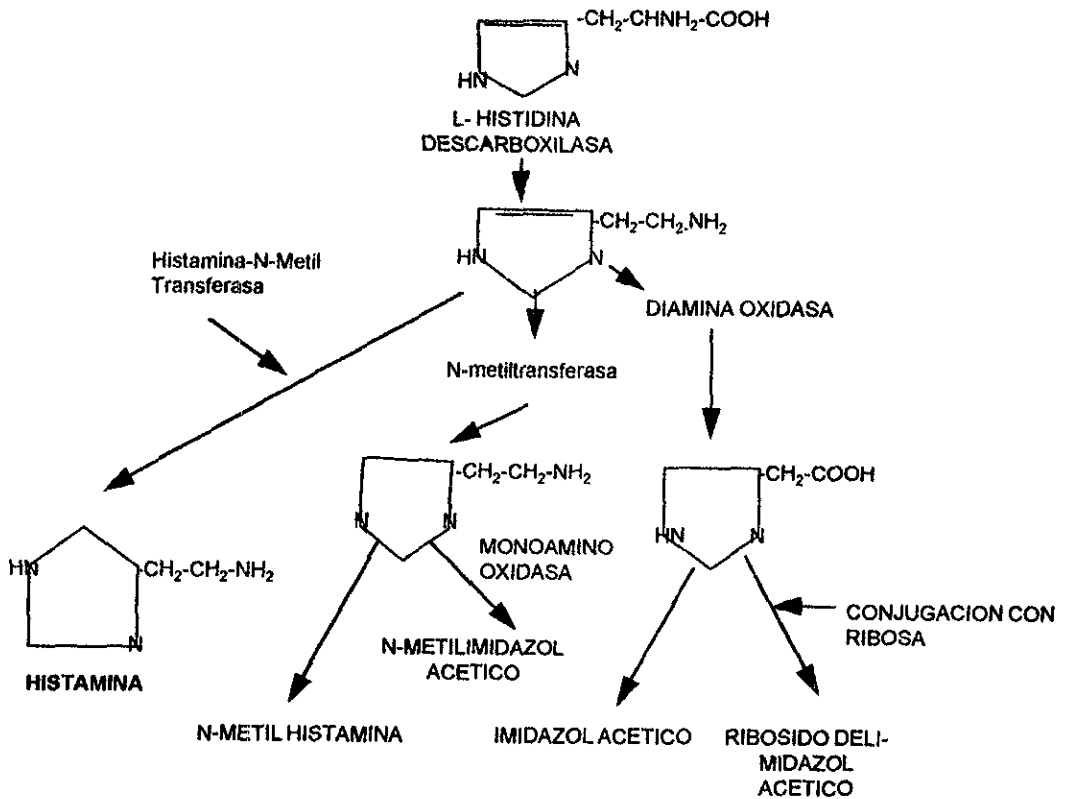 -CH₂-CHNH₂-COOH
HN
N
L- HISTIDINA
DESCARBOXILASA
-CH₂-CH₂.NH₂
HN
N
Histamina-N-Metil
Transferasa
DIAMINA OXIDASA
N-metiltransferasa
-CH₂-CH₂-NH₂
N
N
-CH₂-COOH
HN
N
MONOAMINO
OXIDASA
HN
-CH₂-CH₂-NH₂
N
HISTAMINA
N-METILIMIDAZOL
ACETICO
CONJUGACION CON
RIBOSA
N-METIL HISTAMINA
IMIDAZOL ACETICO
RIBOSIDO DELI-
MIDAZOL
ACETICO